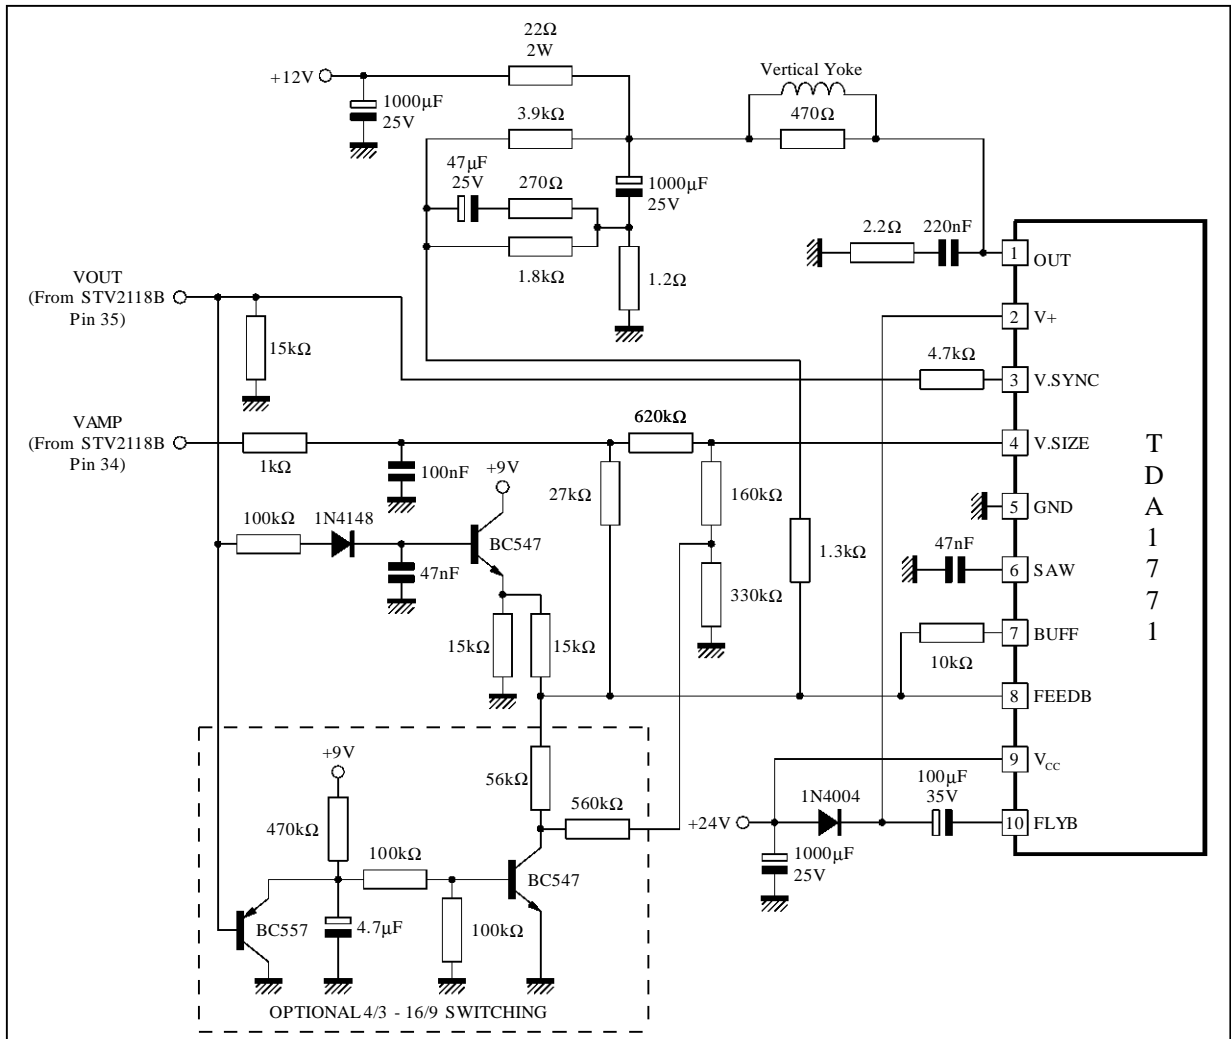 22Ω
2W
+12V
1000µF
25V
Vertical Yoke
470Ω
3.9kΩ
47µF
25V
270Ω
1000µF
25V
1.8kΩ
1.2Ω
2.2Ω
220nF
1
OUT
VOUT
(From STV2118B
Pin 35)
15kΩ
2
V+
4.7kΩ
3
V.SYNC
VAMP
(From STV2118B
Pin 34)
1kΩ
620kΩ
4
V.SIZE
100nF
+9V
27kΩ
160kΩ
5
GND
100kΩ
1N4148
BC547
47nF
1.3kΩ
47nF
6
SAW
330kΩ
15kΩ
15kΩ
7
BUFF
10kΩ
8
FEEDB
TDA1771
+9V
56kΩ
560kΩ
9
VCC
470kΩ
100kΩ
+24V
1N4004
100µF
35V
10
FLYB
1000µF
25V
BC547
BC557
4.7µF
100kΩ
OPTIONAL 4/3 - 16/9 SWITCHING